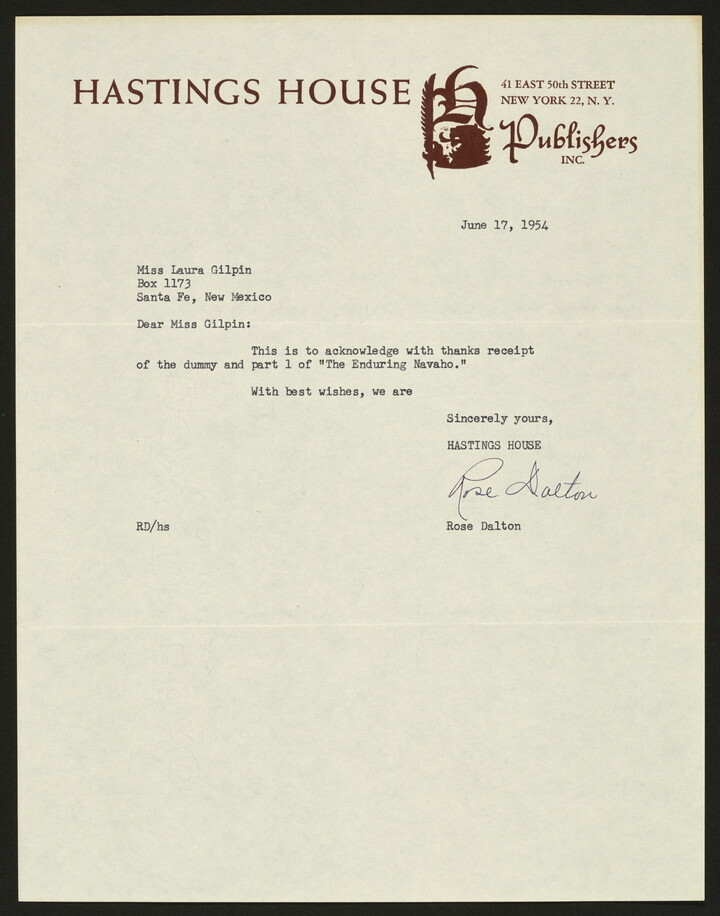 HASTINGS HOUSE
41 EAST 50th STREET
NEW YORK 22, N. Y.
Publishers
INC.
June 17, 1954
Miss Laura Gilpin
Box 1173
Santa Fe, New Mexico
Dear Miss Gilpin:
This is to acknowledge with thanks receipt
of the dummy and part 1 of "The Enduring Navaho."
With best wishes, we are
Sincerely yours,
HASTINGS HOUSE
Rose Dalton
RD/hs
Rose Dalton